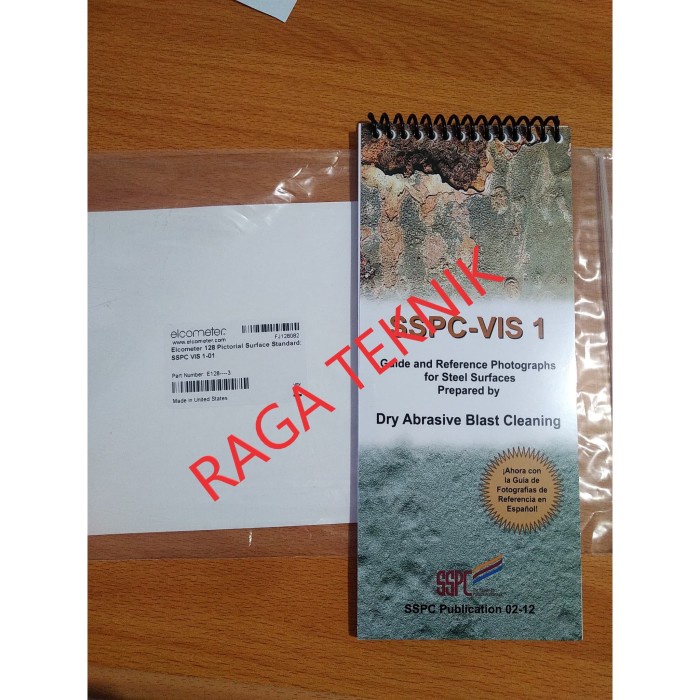 elcometer
www.elcometer.com
FJ128082
Elcometer 128 Pictorial Surface Standard:
SSPC VIS 1-01
Part Number: E128----3
Made in United States
RAGA TEKNIK
SSPC-VIS 1
Guide and Reference Photographs
for Steel Surfaces
Prepared by
Dry Abrasive Blast Cleaning
¡Ahora con
la Guía de
Fotografías de
Referencia en
Español!
SSPC
SSPC Publication 02-12